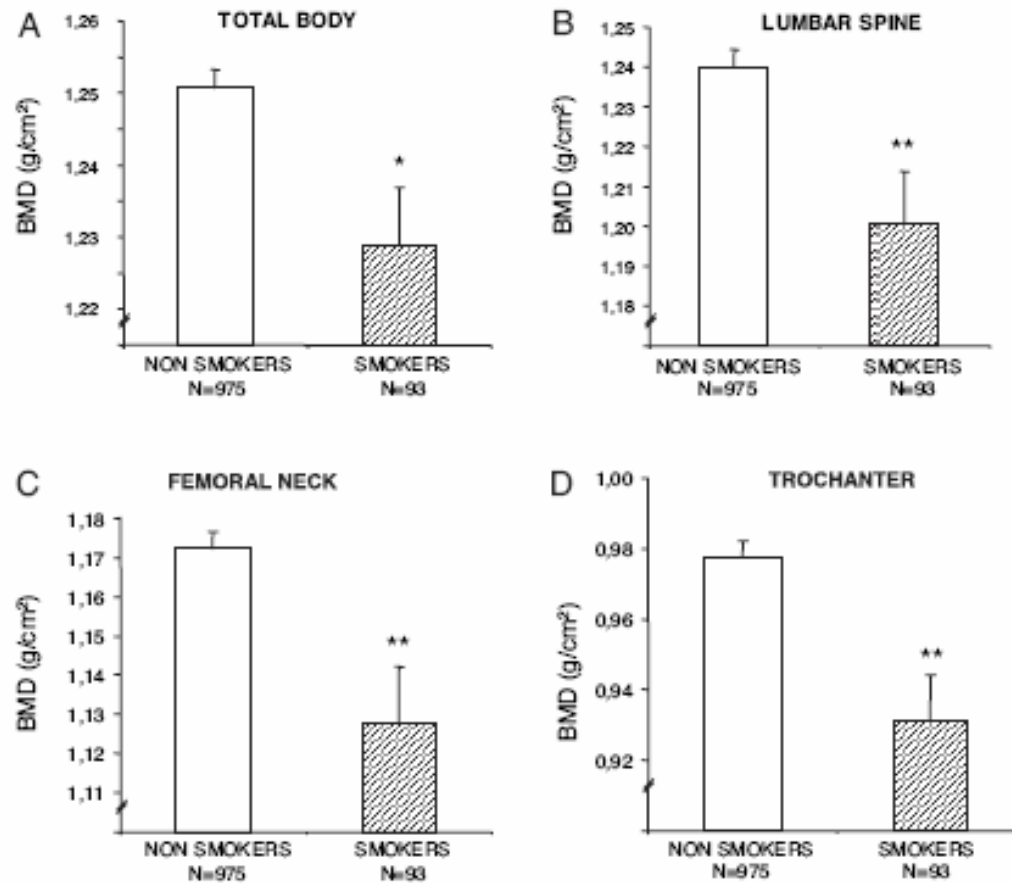 A
TOTAL BODY
BMD (g/cm²)
1,26
1,25
1,24
1,23
1,22
*
NON SMOKERS
N=975
SMOKERS
N=93
B
LUMBAR SPINE
BMD (g/cm²)
1,25
1,24
1,23
1,22
1,21
1,20
1,19
1,18
**
NON SMOKERS
N=975
SMOKERS
N=93
C
FEMORAL NECK
BMD (g/cm²)
1,18
1,17
1,16
1,15
1,14
1,13
1,12
1,11
**
NON SMOKERS
N=975
SMOKERS
N=93
D
TROCHANTER
BMD (g/cm²)
1,00
0,98
0,96
0,94
0,92
**
NON SMOKERS
N=975
SMOKERS
N=93